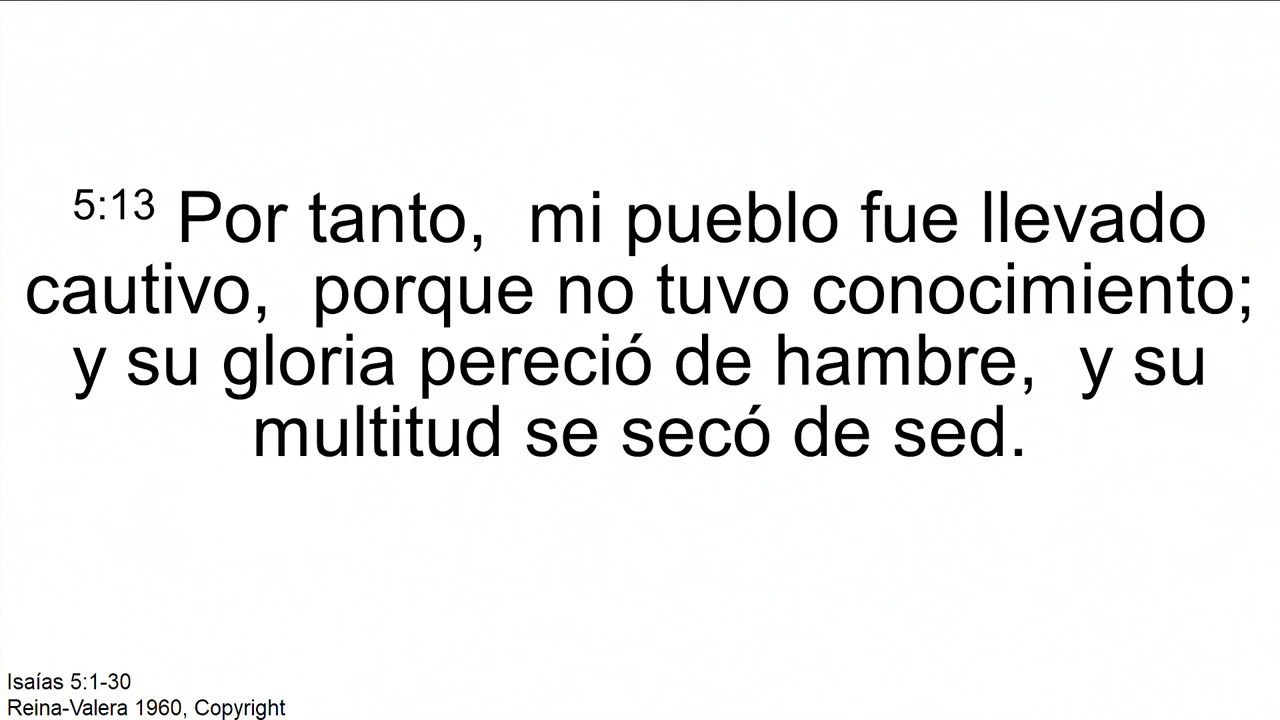 5:13 Por tanto,  mi pueblo fue llevado
cautivo,  porque no tuvo conocimiento;
y su gloria pereció de hambre,  y su
multitud se secó de sed.
Isaías 5:1-30
Reina-Valera 1960, Copyright